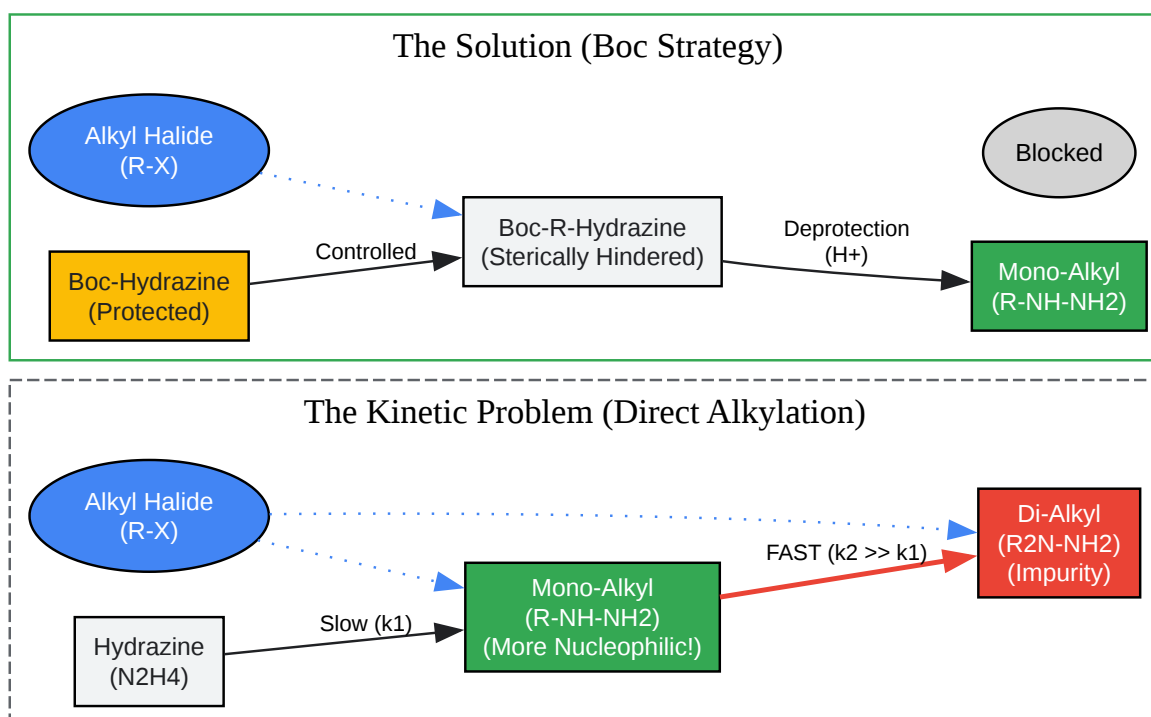 The Solution (Boc Strategy)
Alkyl Halide
(R-X)
Blocked
Boc-R-Hydrazine
(Sterically Hindered)
Controlled
Deprotection
(H+)
Boc-Hydrazine
(Protected)
Mono-Alkyl
(R-NH-NH2)
The Kinetic Problem (Direct Alkylation)
Alkyl Halide
(R-X)
Di-Alkyl
(R2N-NH2)
(Impurity)
FAST (k2 >> k1)
Mono-Alkyl
(R-NH-NH2)
(More Nucleophilic!)
Slow (k1)
Hydrazine
(N2H4)